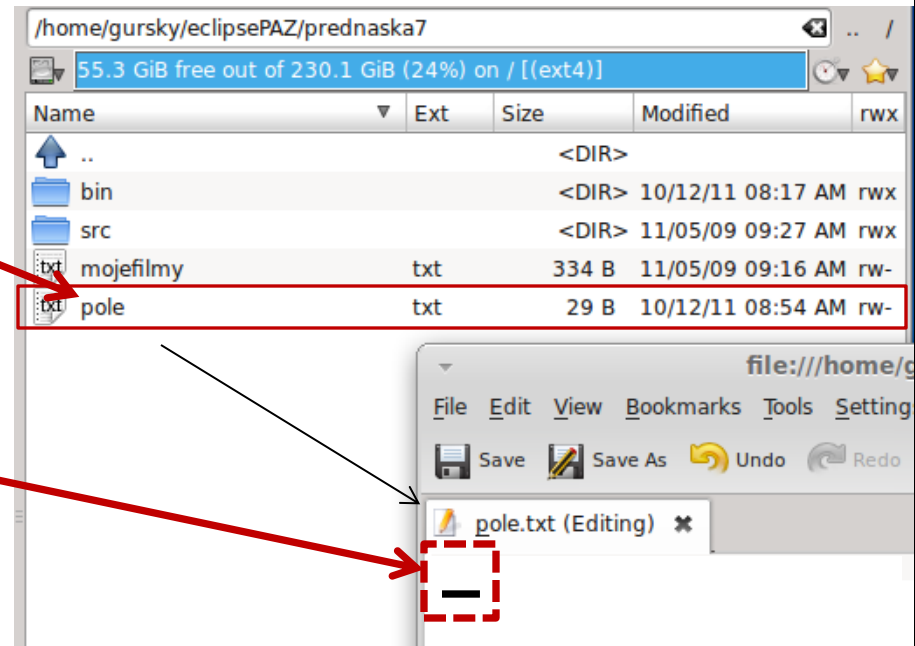 /home/gursky/eclipsePAZ/prednaska7 .. /
55.3 GiB free out of 230.1 GiB (24%) on / [(ext4)]
Name Ext Size Modified rwx
.. <DIR>
bin <DIR> 10/12/11 08:17 AM rwx
src <DIR> 11/05/09 09:27 AM rwx
txt mojefilmy txt 334 B 11/05/09 09:16 AM rw-
txt pole txt 29 B 10/12/11 08:54 AM rw-
file:///home/g
File Edit View Bookmarks Tools Setting
Save Save As Undo Redo
pole.txt (Editing)